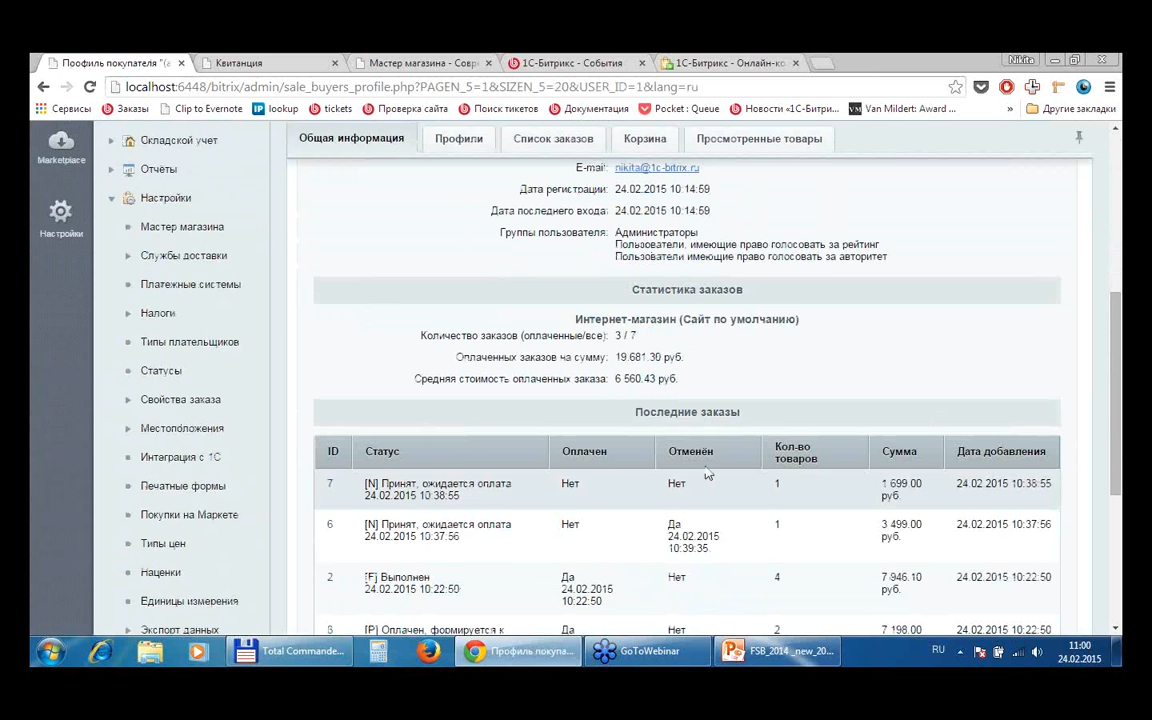 Профиль покупателя "(a
Квитанция
Мастер магазина - Совр
1С-Битрикс - События
1С-Битрикс - Онлайн-ко
Nikita
localhost:6448/bitrix/admin/sale_buyers_profile.php?PAGEN_5=1&SIZEN_5=20&USER_ID=1&lang=ru
Сервисы
Заказы
Clip to Evernote
lookup
tickets
Проверка сайта
Поиск тикетов
Документация
Pocket : Queue
Новости «1С-Битри...
Van Mildert: Award ...
»
Другие закладки
Marketplace
Настройки
Складской учет
Отчёты
Настройки
Мастер магазина
Службы доставки
Платежные системы
Налоги
Типы плательщиков
Статусы
Свойства заказа
Местоположения
Интеграция с 1С
Печатные формы
Покупки на Маркете
Типы цен
Наценки
Единицы измерения
Экспорт данных
Общая информация
Профили
Список заказов
Корзина
Просмотренные товары
E-mail: nikita@1c-bitrix.ru
Дата регистрации: 24.02.2015 10:14:59
Дата последнего входа: 24.02.2015 10:14:59
Группы пользователя: Администраторы
Пользователи, имеющие право голосовать за рейтинг
Пользователи имеющие право голосовать за авторитет
Статистика заказов
Интернет-магазин (Сайт по умолчанию)
Количество заказов (оплаченные/все): 3 / 7
Оплаченных заказов на сумму: 19 681.30 руб.
Средняя стоимость оплаченных заказа: 6 560.43 руб.
Последние заказы
ID Статус Оплачен Отменён Кол-во товаров Сумма Дата добавления
7 [N] Принят, ожидается оплата Нет Нет 1 1 699.00 24.02.2015 10:38:55
24.02.2015 10:38:55 руб.
6 [N] Принят, ожидается оплата Нет Да 1 3 499.00 24.02.2015 10:37:56
24.02.2015 10:37:56 24.02.2015 руб.
10:39:35
2 [F] Выполнен Да Нет 4 7 946.10 24.02.2015 10:22:50
24.02.2015 10:22:50 24.02.2015 руб.
10:22:50
[P] Оплачен, формируется к Да Нет 2 7 198.00 24.02.2015 10:22:50
Total Commande...
Профиль покупа...
GoToWebinar
FSB_2014 _new_20...
RU
11:00
24.02.2015